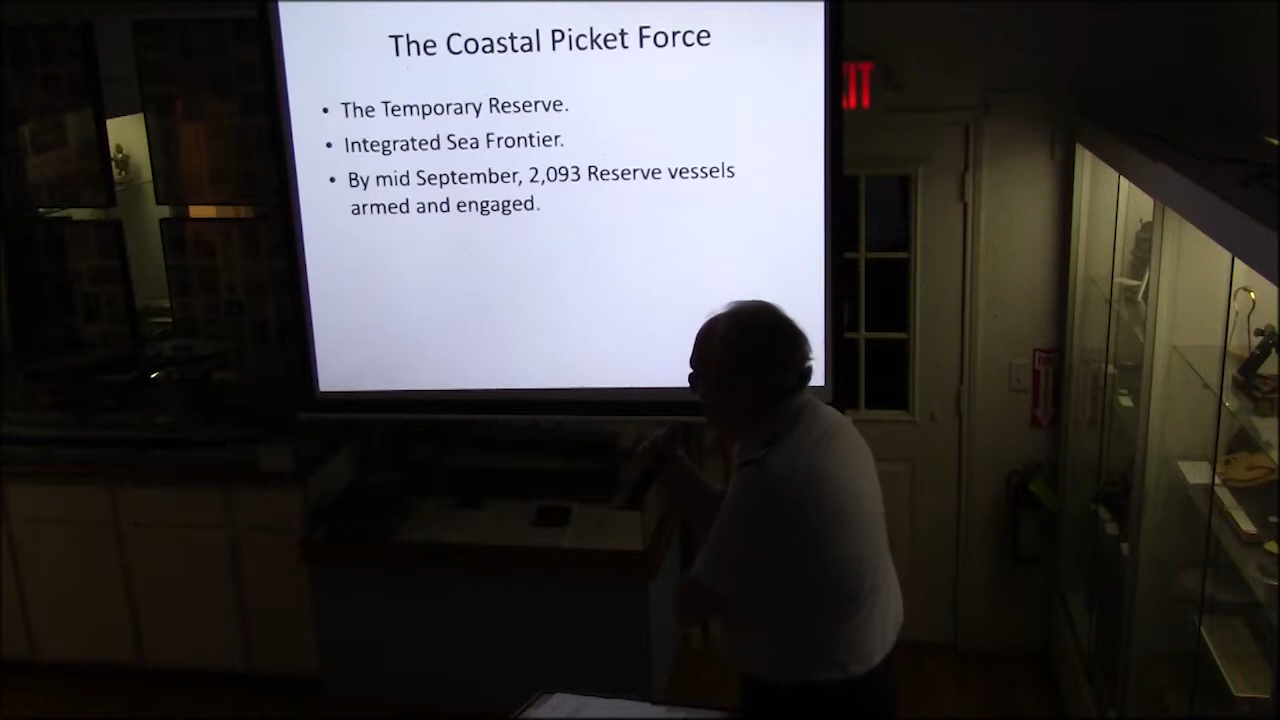 The Coastal Picket Force
• The Temporary Reserve.
• Integrated Sea Frontier.
• By mid September, 2,093 Reserve vessels
armed and engaged.
XIT